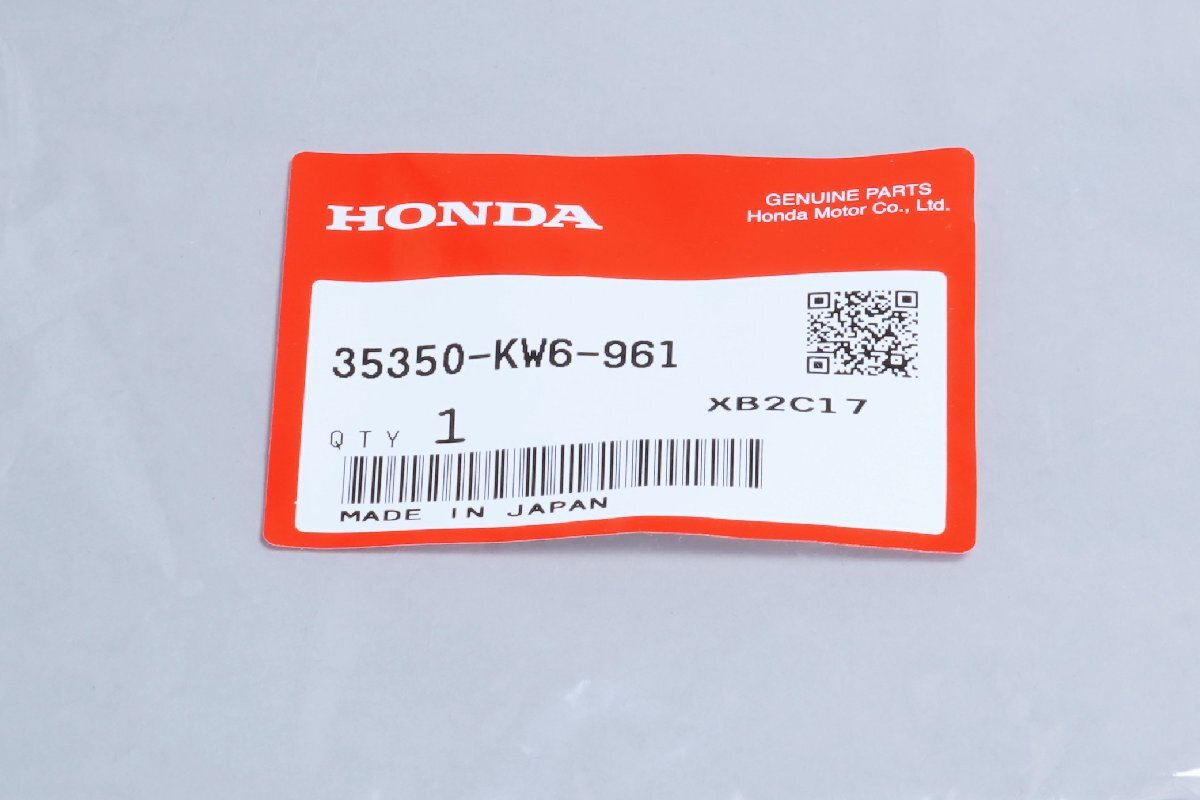 HONDA
GENUINE PARTS
Honda Motor Co., Ltd.
35350-KW6-961
XB2C17
QTY 1
MADE IN JAPAN